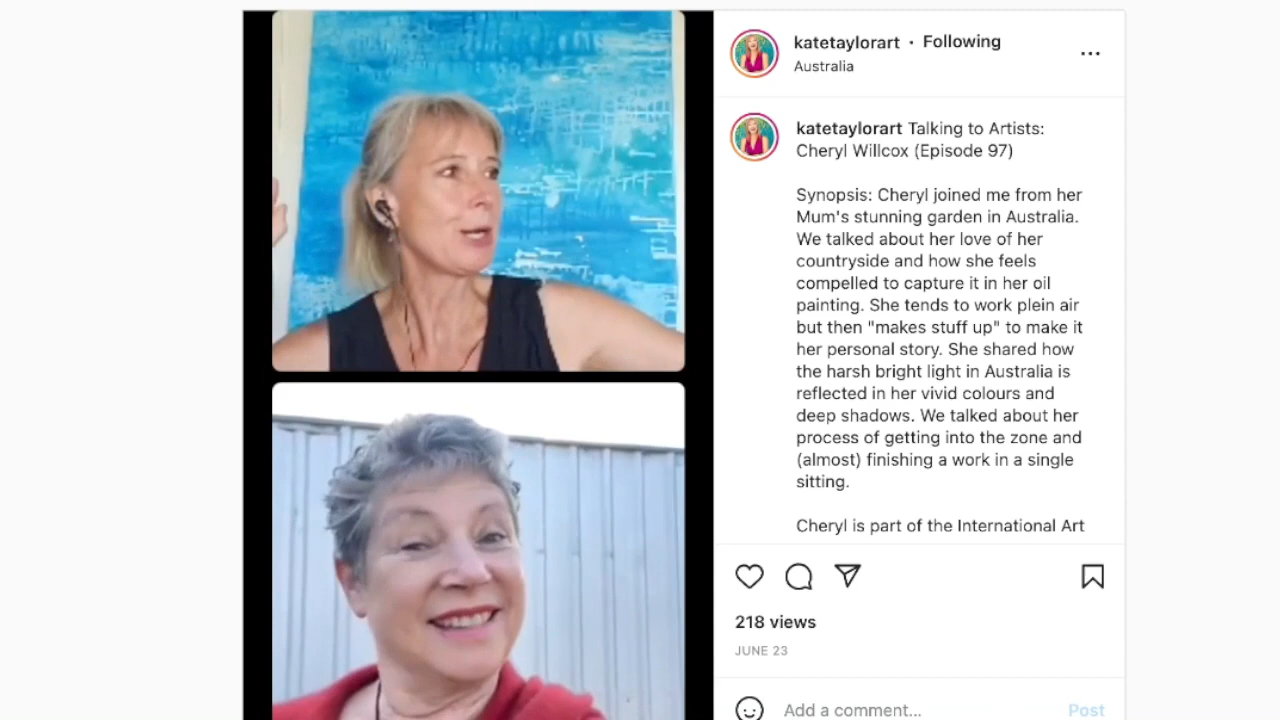 katetaylorart • Following
Australia
katetaylorart Talking to Artists:
Cheryl Willcox (Episode 97)
Synopsis: Cheryl joined me from her
Mum's stunning garden in Australia.
We talked about her love of her
countryside and how she feels
compelled to capture it in her oil
painting. She tends to work plein air
but then "makes stuff up" to make it
her personal story. She shared how
the harsh bright light in Australia is
reflected in her vivid colours and
deep shadows. We talked about her
process of getting into the zone and
(almost) finishing a work in a single
sitting.
Cheryl is part of the International Art
218 views
JUNE 23
Add a comment...
Post